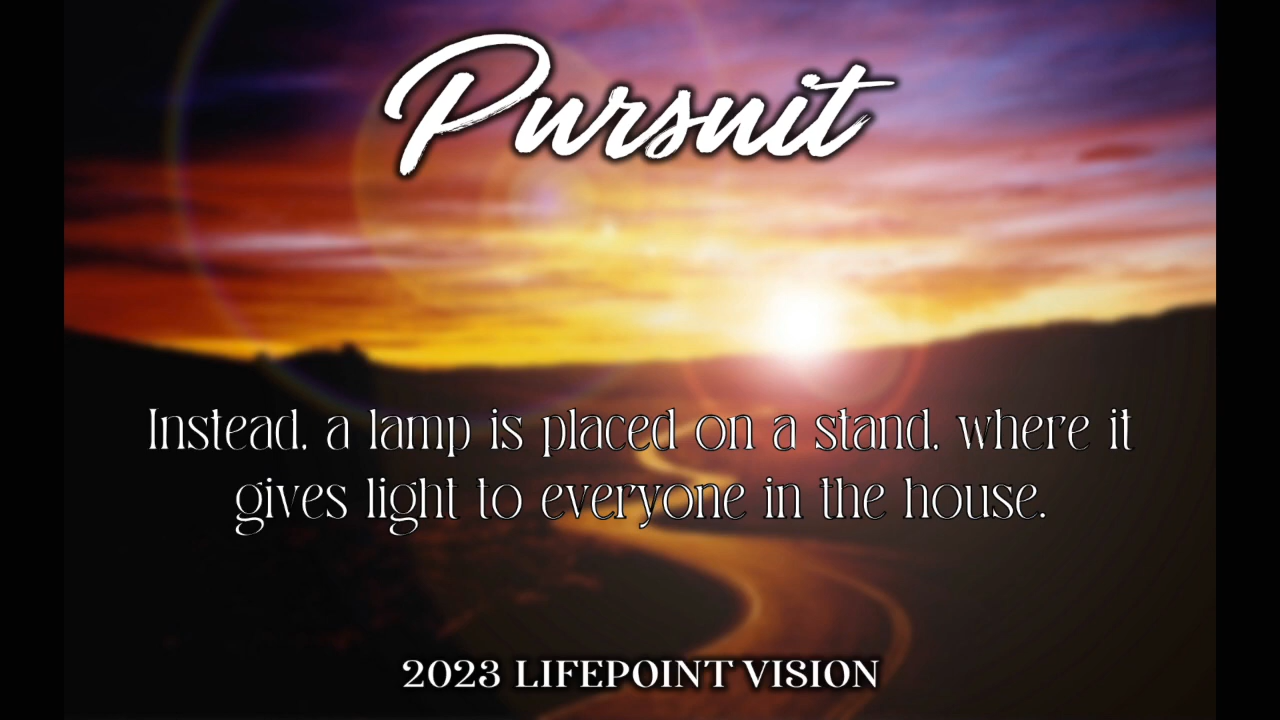 Pursuit
Instead, a lamp is placed on a stand, where it
gives light to everyone in the house.
2023 LIFEPOINT VISION